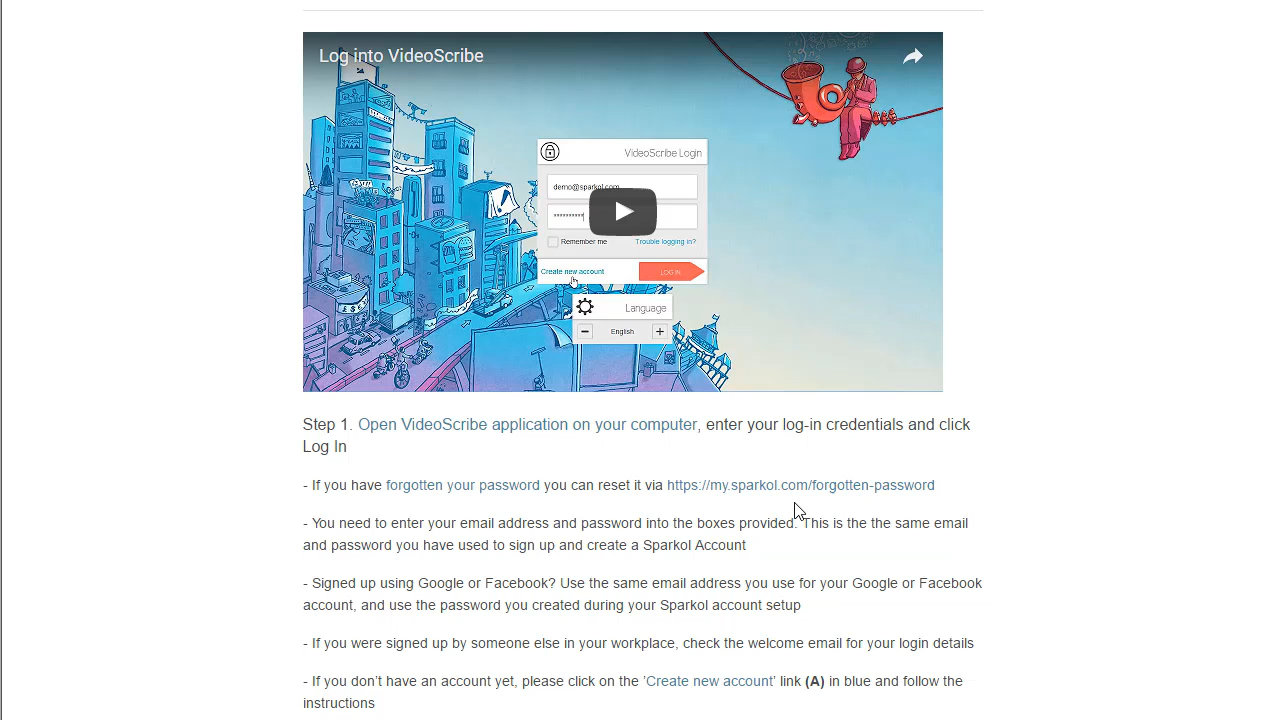 Log into VideoScribe
VideoScribe Login
demo@sparkol.com
**********
Remember me
Trouble logging in?
Create new account
LOG IN
Language
English
Step 1. Open VideoScribe application on your computer, enter your log-in credentials and click
Log In
- If you have forgotten your password you can reset it via https://my.sparkol.com/forgotten-password
- You need to enter your email address and password into the boxes provided. This is the the same email
and password you have used to sign up and create a Sparkol Account
- Signed up using Google or Facebook? Use the same email address you use for your Google or Facebook
account, and use the password you created during your Sparkol account setup
- If you were signed up by someone else in your workplace, check the welcome email for your login details
- If you don’t have an account yet, please click on the 'Create new account' link (A) in blue and follow the
instructions